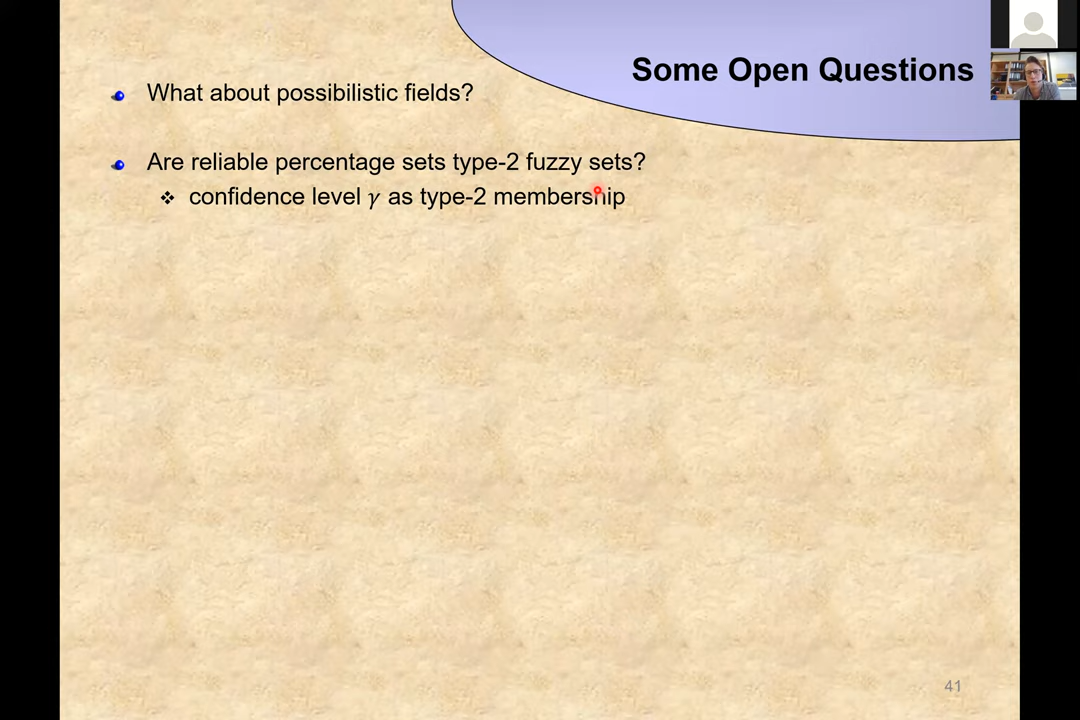 Some Open Questions
What about possibilistic fields?
Are reliable percentage sets type-2 fuzzy sets?
confidence level γ as type-2 membership
41